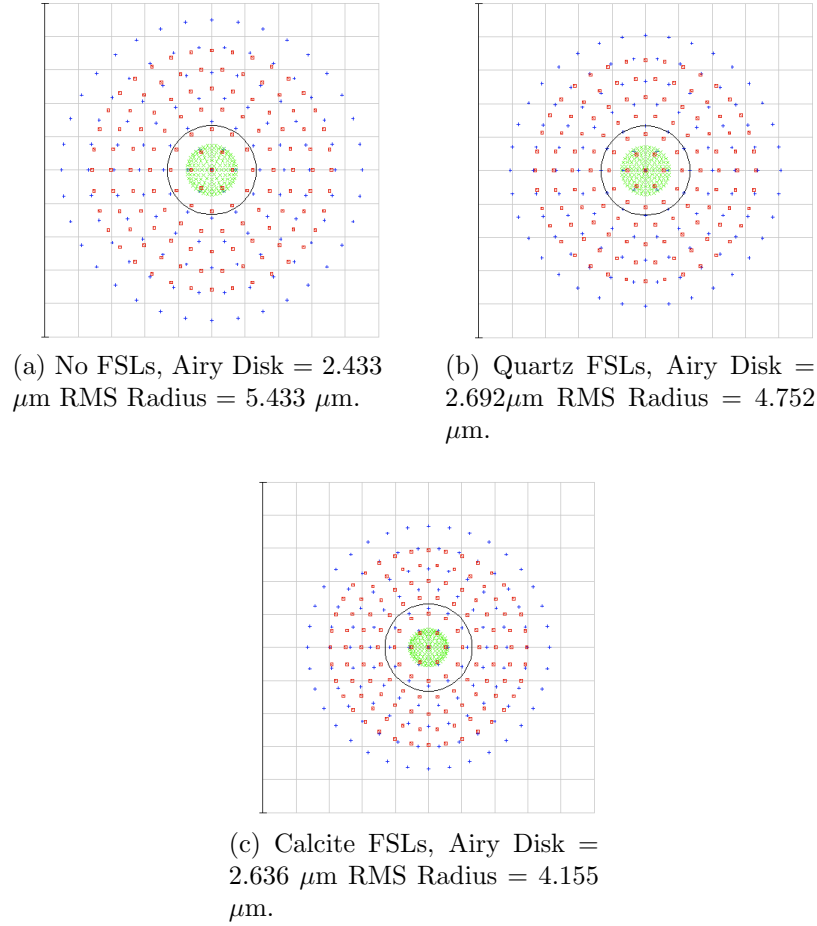 (a) No FSLs, Airy Disk = 2.433
μm RMS Radius = 5.433 μm.
(b) Quartz FSLs, Airy Disk =
2.692μm RMS Radius = 4.752
μm.
(c) Calcite FSLs, Airy Disk =
2.636 μm RMS Radius = 4.155
μm.